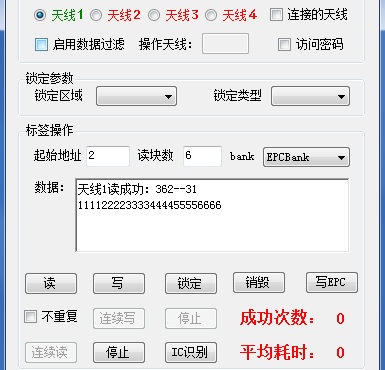 天线1 天线2 天线3 天线4 连接的天线
启用数据过滤 操作天线: 访问密码
锁定参数
锁定区域 锁定类型
标签操作
起始地址 2 读块数 6 bank EPCBank
数据: 天线1读成功: 362--31
111122223333444455556666
读 写 锁定 销毁 写EPC
不重复 连续写 停止 成功次数: 0
连续读 停止 IC识别 平均耗时: 0